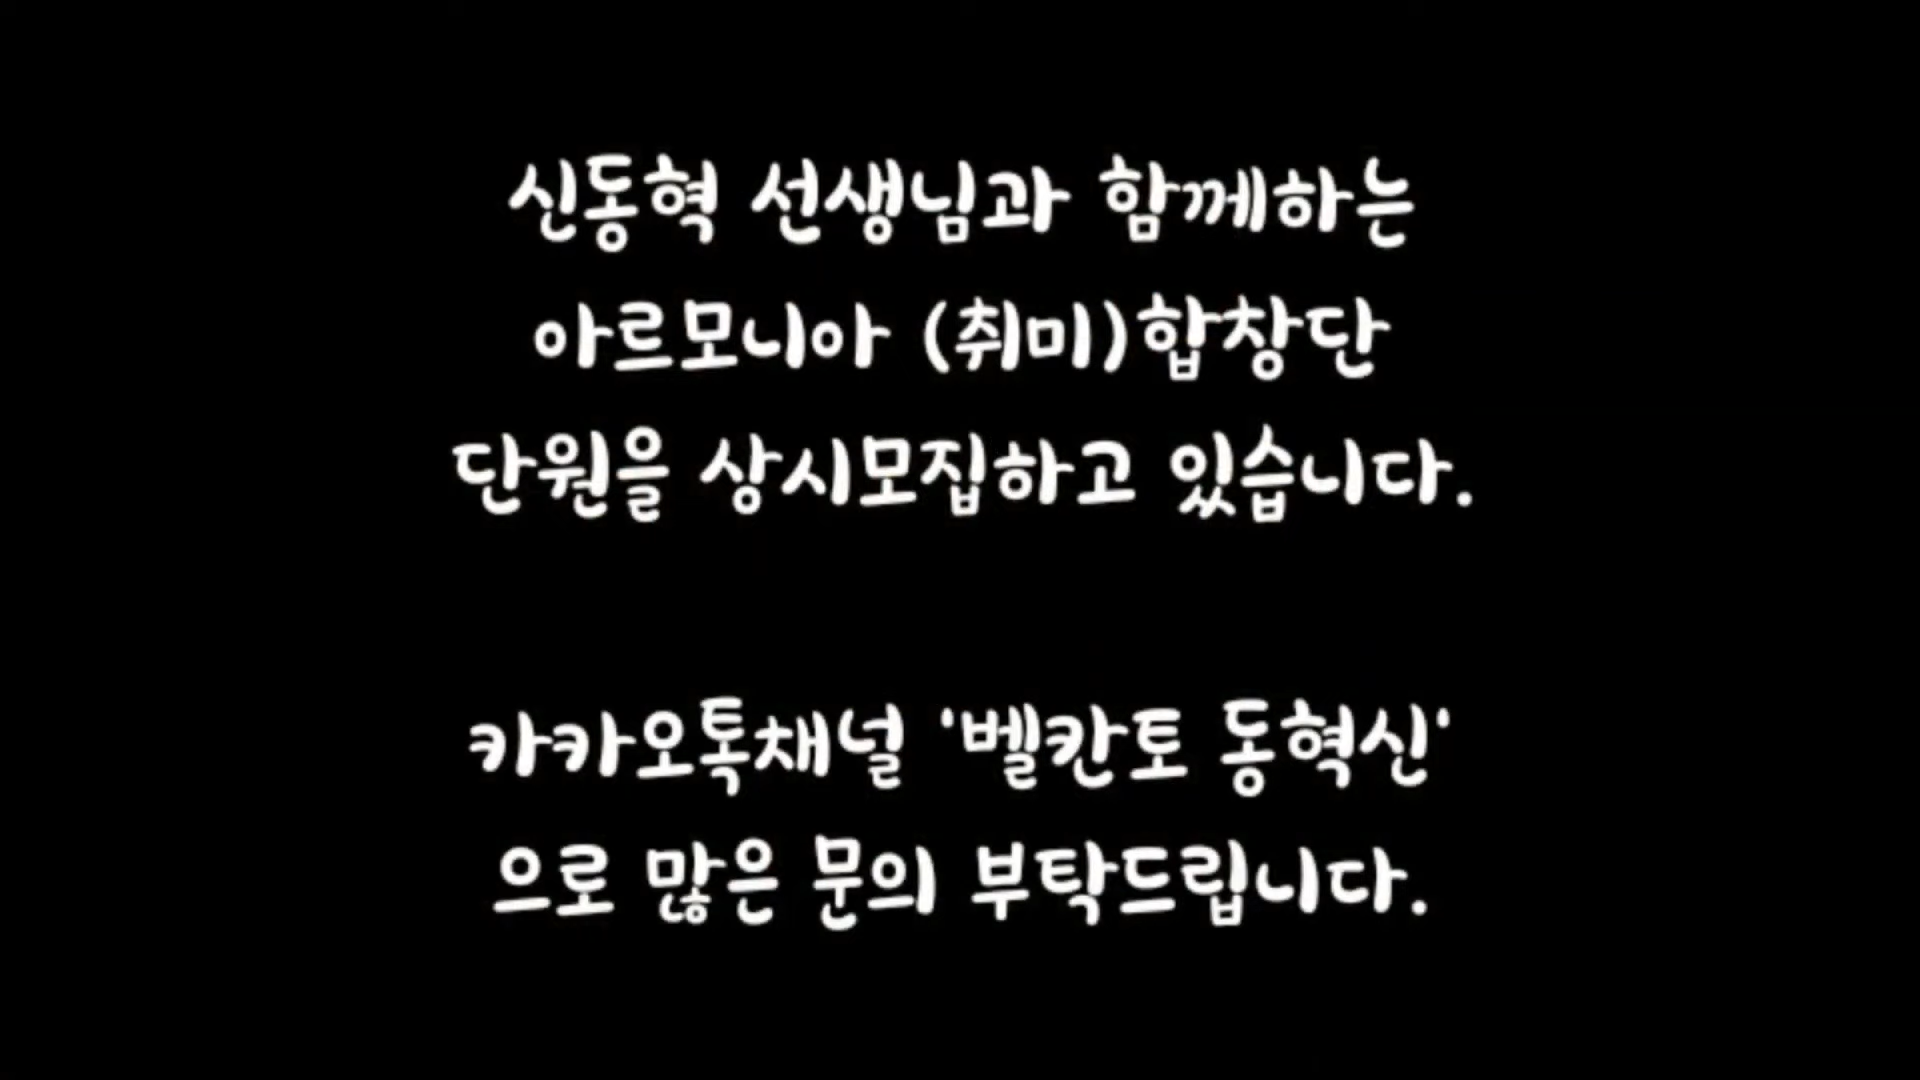 신동혁 선생님과 함께하는
아르모니아 (취미)합창단
단원을 상시모집하고 있습니다.
카카오톡채널 '벨칸토 동혁신'
으로 많은 문의 부탁드립니다.